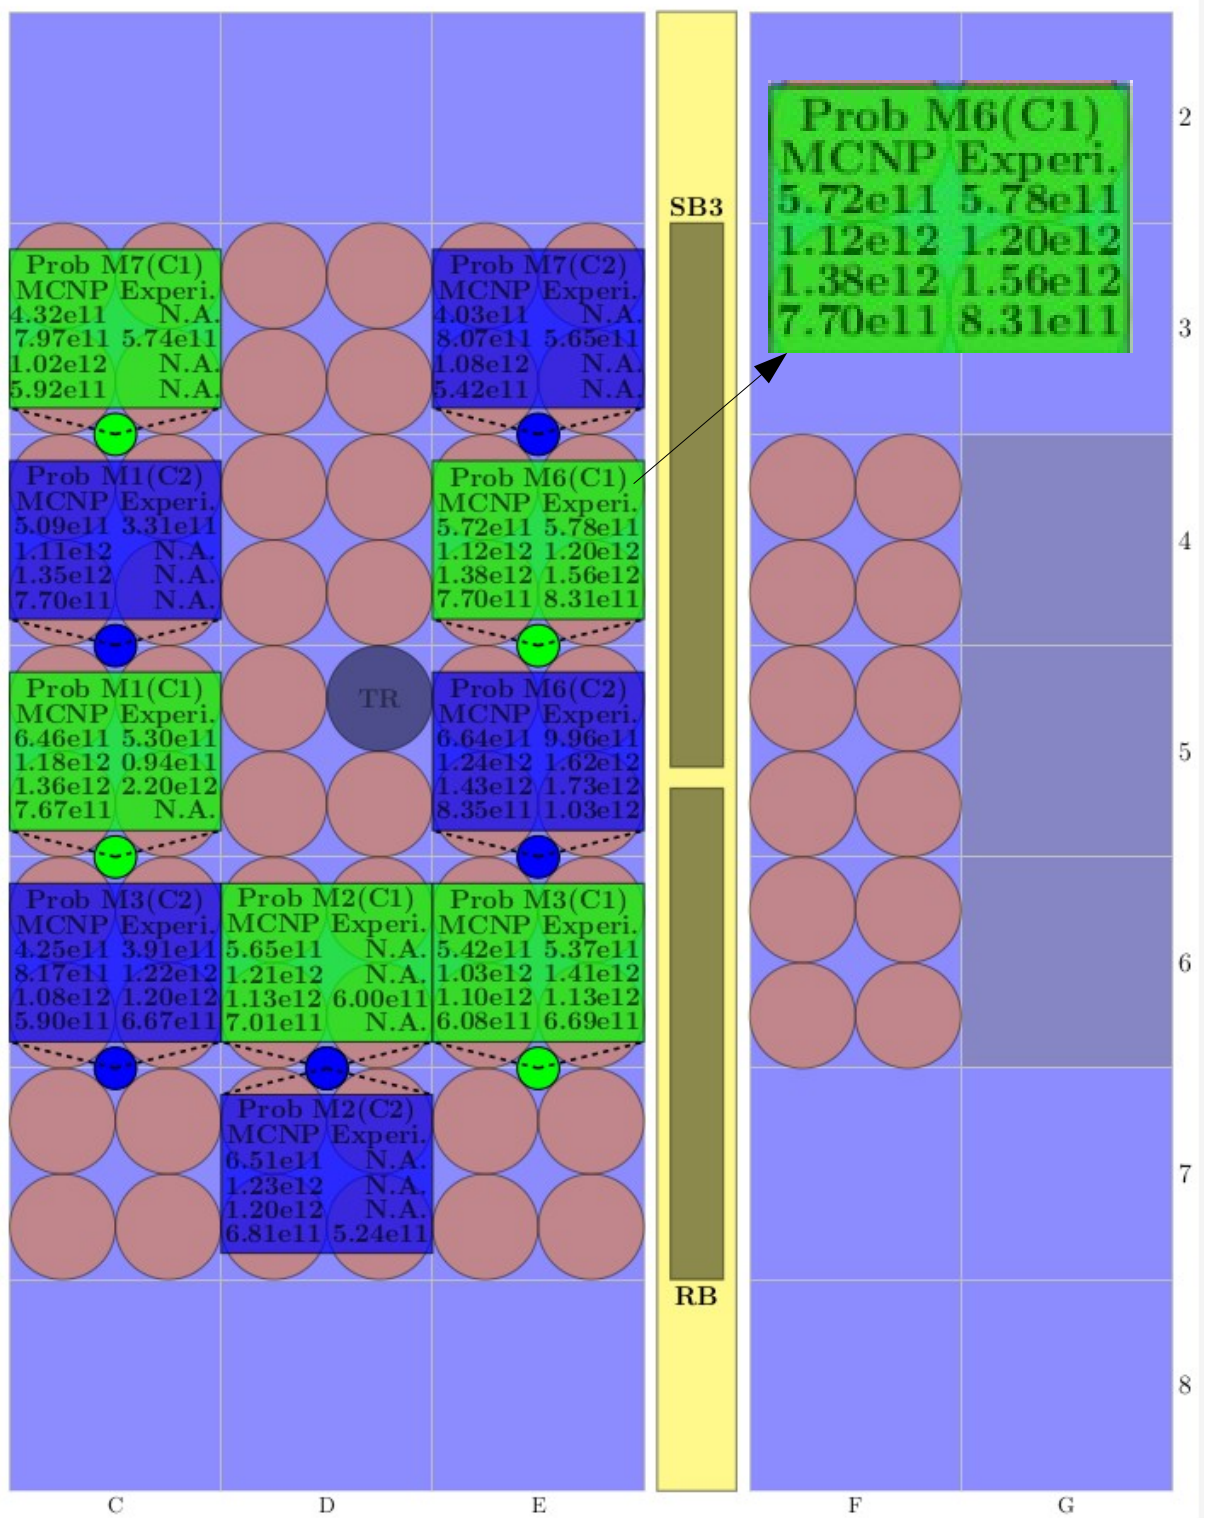 Prob M6(C1)
MCNP Experi.
5.72e11 5.78e11
1.12e12 1.20e12
1.38e12 1.56e12
7.70e11 8.31e11
2
SB3
Prob M7(C1)
MCNP Experi.
4.32e11 N.A.
7.97e11 5.74e11
1.02e12 N.A.
5.92e11 N.A.
Prob M7(C2)
MCNP Experi.
4.03e11 N.A.
8.07e11 5.65e11
1.08e12 N.A.
5.42e11 N.A.
3
Prob M1(C2)
MCNP Experi.
5.09e11 3.31e11
1.11e12 N.A.
1.35e12 N.A.
7.70e11 N.A.
Prob M6(C1)
MCNP Experi.
5.72e11 5.78e11
1.12e12 1.20e12
1.38e12 1.56e12
7.70e11 8.31e11
4
Prob M1(C1)
MCNP Experi.
6.46e11 5.30e11
1.18e12 0.94e11
1.36e12 2.20e12
7.67e11 N.A.
TR
Prob M6(C2)
MCNP Experi.
6.64e11 9.96e11
1.24e12 1.62e12
1.43e12 1.73e12
8.35e11 1.03e12
5
Prob M3(C2)
MCNP Experi.
4.25e11 3.91e11
8.17e11 1.22e12
1.08e12 1.20e12
5.90e11 6.67e11
Prob M2(C1)
MCNP Experi.
5.65e11 N.A.
1.21e12 N.A.
1.13e12 6.00e11
7.01e11 N.A.
Prob M3(C1)
MCNP Experi.
5.42e11 5.37e11
1.03e12 1.41e12
1.10e12 1.13e12
6.08e11 6.69e11
6
Prob M2(C2)
MCNP Experi.
6.51e11 N.A.
1.23e12 N.A.
1.20e12 N.A.
6.81e11 5.24e11
7
RB
8
C D E F G